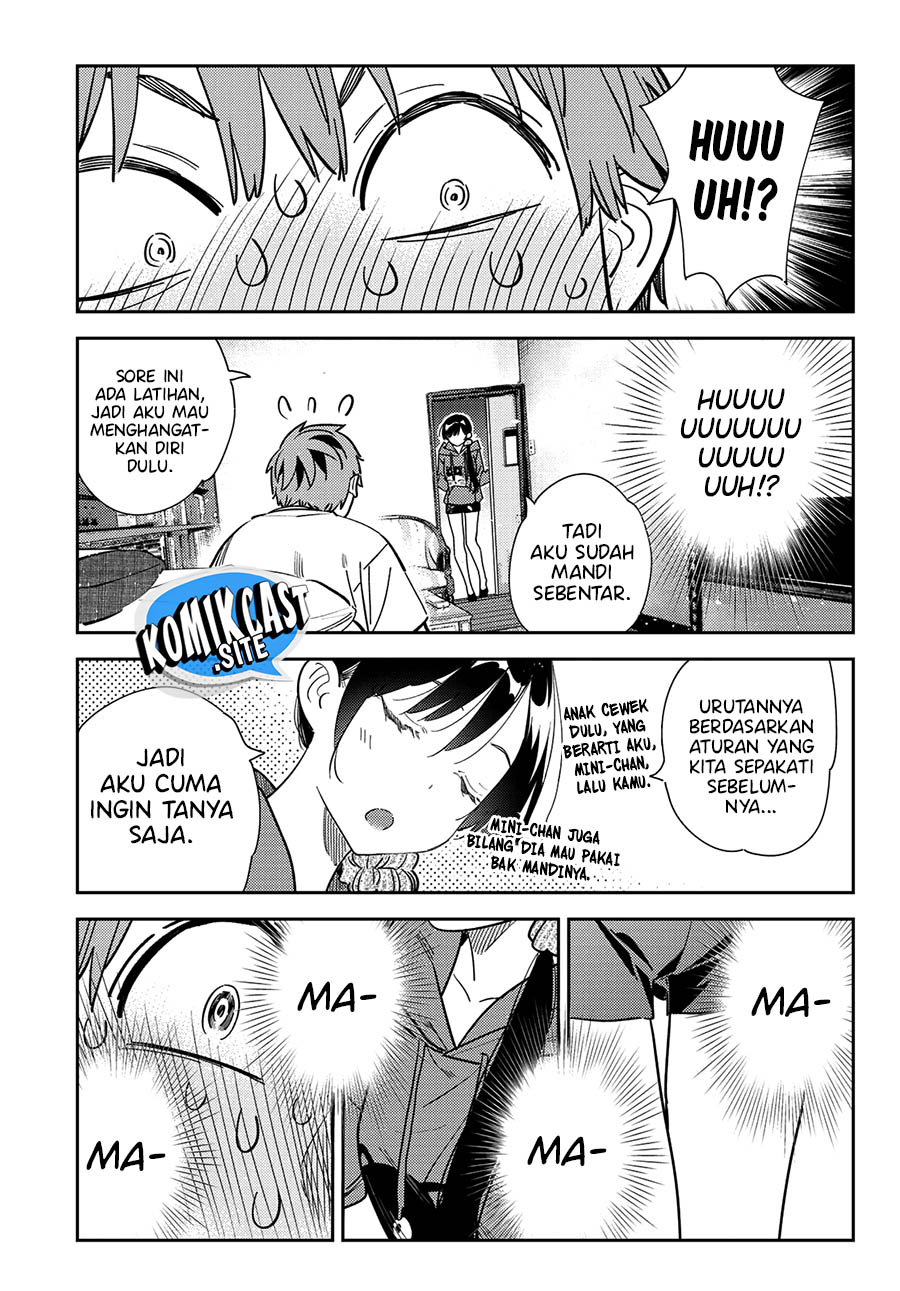 HUUU
UH!?
HUUUU
UUUUUUU
UUUUU
UUH!?
SORE INI
ADA LATIHAN,
JADI AKU MAU
MENGHANGAT-
KAN DIRI
DULU.
TADI
AKU SUDAH
MANDI
SEBENTAR.
KOMIKCAST
.SITE
URUTANNYA
BERDASARKAN
ATURAN YANG
KITA SEPAKATI
SEBELUM-
NYA...
ANAK CEWEK
DULU, YANG
BERARTI AKU,
MINI-CHAN,
LALU KAMU.
MINI-CHAN JUGA
BILANG DIA MAU PAKAI
BAK MANDINYA.
JADI
AKU CUMA
INGIN TANYA
SAJA.
MA-
MA-
MA-
MA-